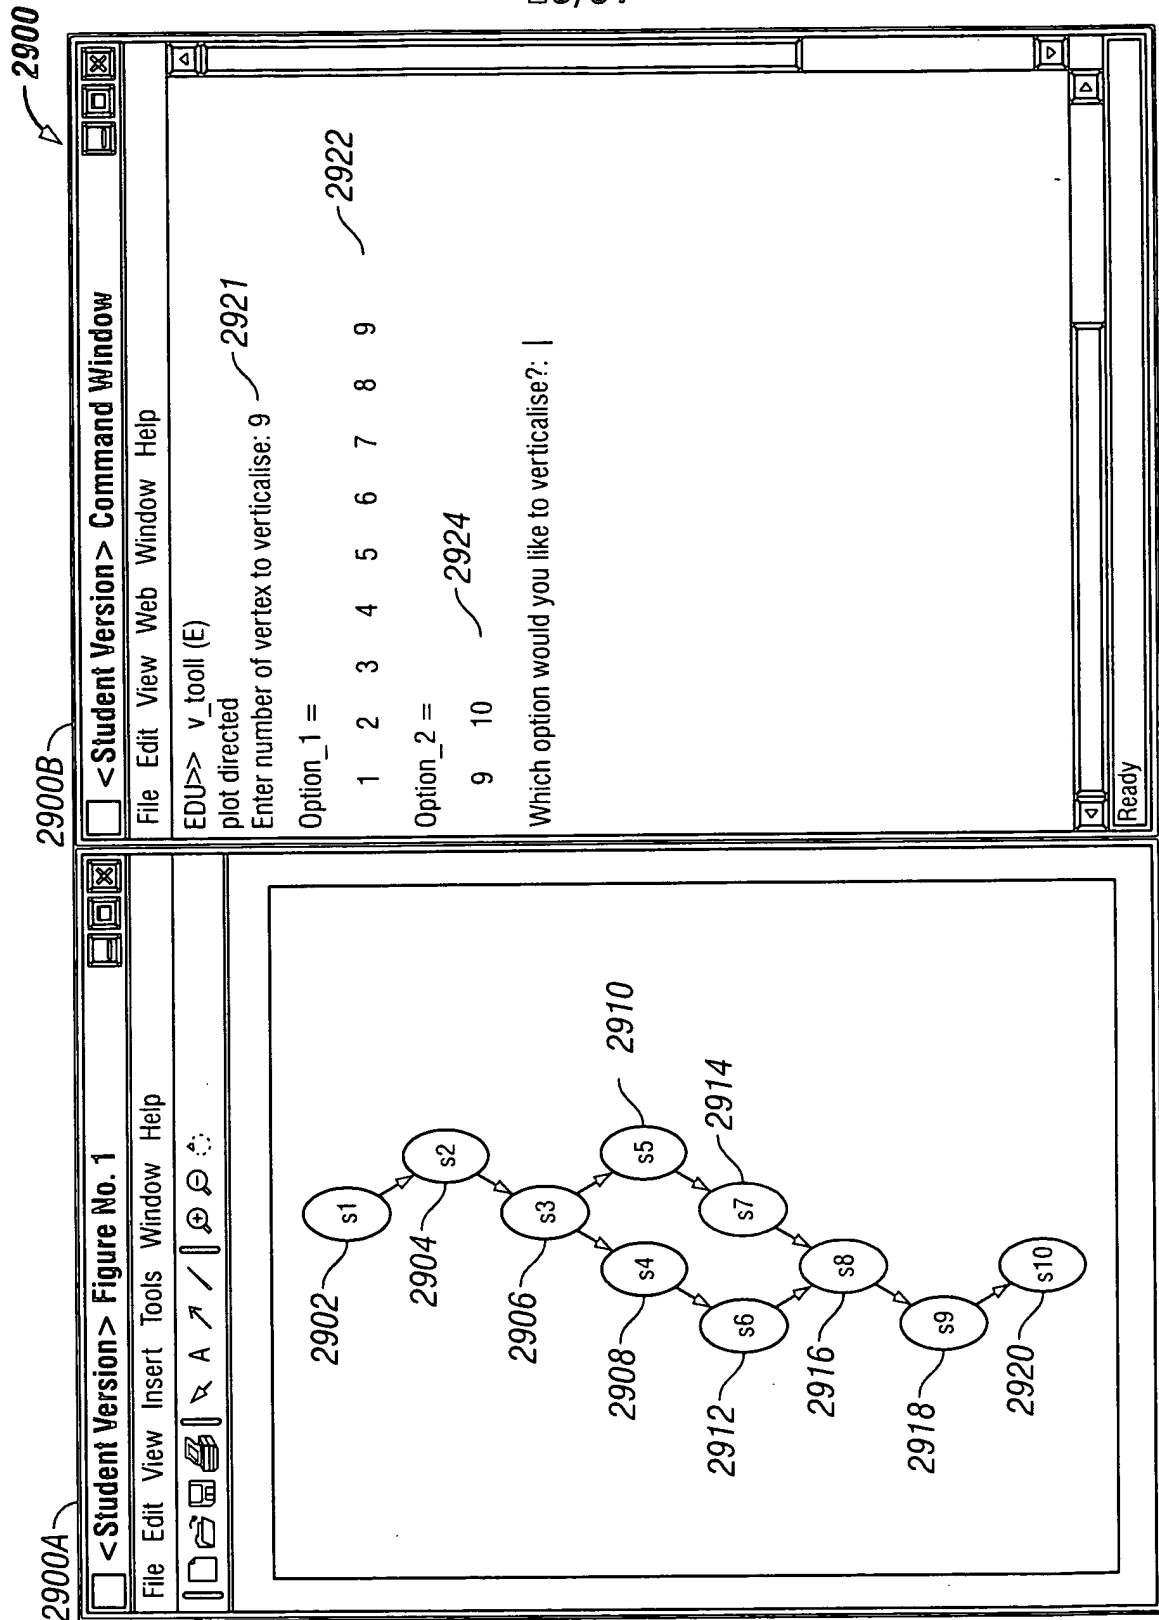 2900
2900A
<Student Version> Figure No. 1
File Edit View Insert Tools Window Help
A
2902
s1
2904
s2
2906
s3
2908
s4
s5
2910
2912
s6
s7
2914
2916
s8
2918
s9
2920
s10
2900B
<Student Version> Command Window
File Edit View Web Window Help
EDU>> v_tooll (E)
plot directed
Enter number of vertex to verticalise: 9
2921
Option_1 =
1 2 3 4 5 6 7 8 9
2922
Option_2 =
9 10
2924
Which option would you like to verticalise?: |
Ready